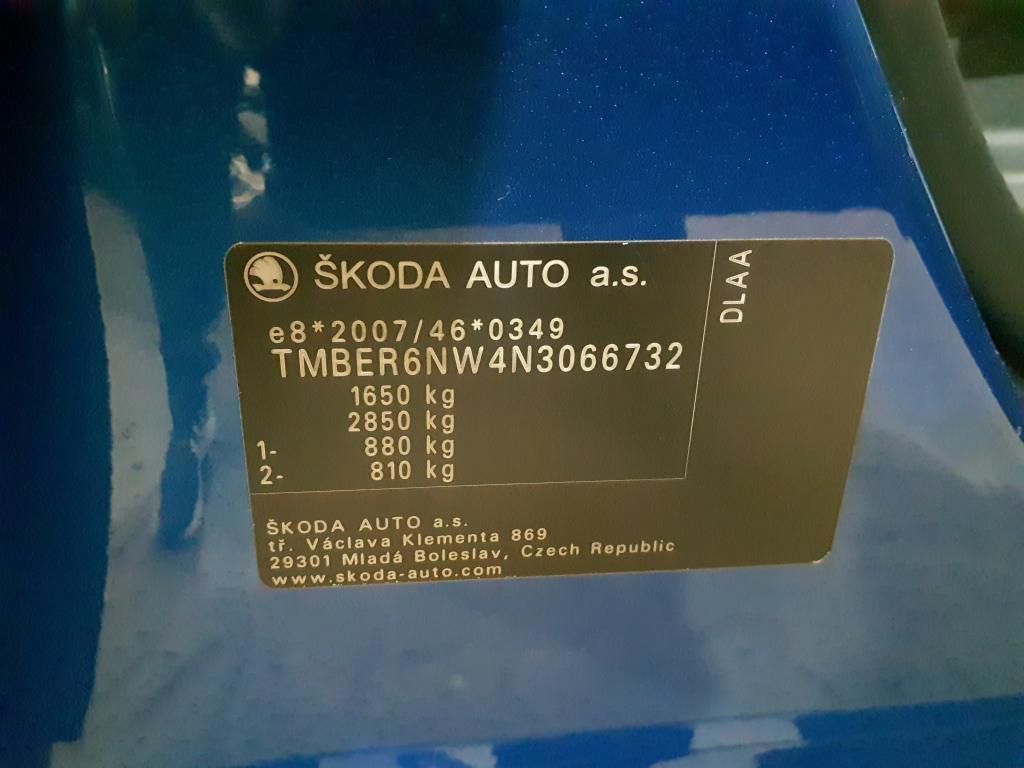 ŠKODA AUTO a.s.
DLAA
e8*2007/46*0349
TMBER6NW4N3066732
1650 kg
2850 kg
1- 880 kg
2- 810 kg
ŠKODA AUTO a.s.
tř. Václava Klementa 869
29301 Mladá Boleslav, Czech Republic
www.skoda-auto.com